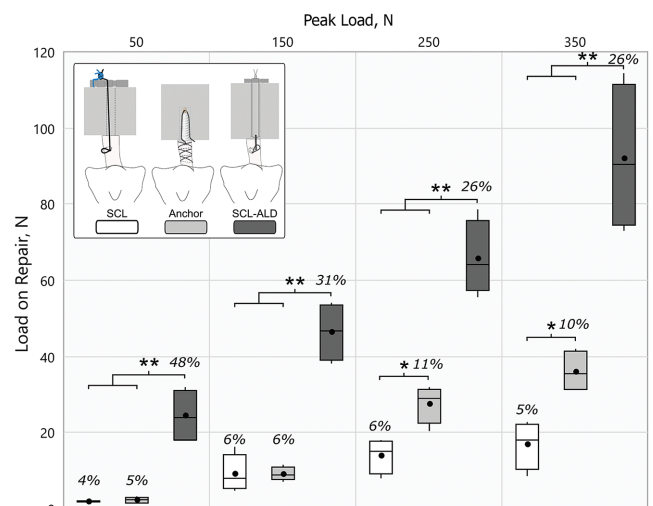 Peak Load, N
50 150 250 350
120
100
80
60
40
20
Load on Repair, N
SCL Anchor SCL-ALD
4% 5% ** 48%
6% 6% ** 31%
6% * 11% ** 26%
5% * 10% ** 26%